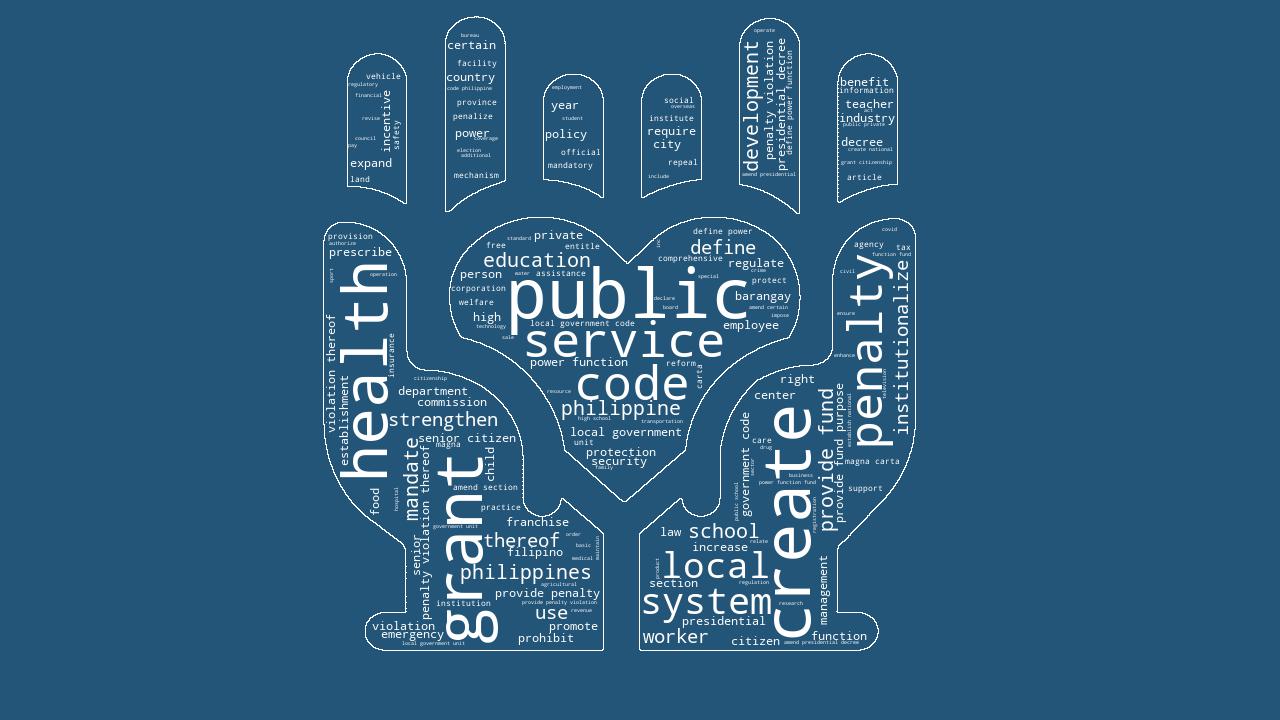 vehicle
regulatory
financial
incentive
revise
safety
council
pay
expand
land
bureau
certain
facility
country
code philippine
province
penalize
power
coverage
election
additional
mechanism
employment
year
student
policy
official
mandatory
social
overseas
institute
require
city
repeal
include
operate
development
penalty violation
presidential decree
define power function
amend presidential
benefit
information
teacher
act
industry
public private
decree
create national
grant citizenship
article
provision
authorize
prescribe
sport
operation
health
violation thereof
establishment
insurance
food
hospital
citizenship
department
commission
strengthen
senior citizen
magna
mandate
child
amend section
practice
government unit
penalty violation thereof
senior
grant
franchise
order
thereof
basic
maintain
filipino
medical
philippines
agricultural
provide penalty
provide penalty violation
institution
revenue
use
violation
promote
emergency
prohibit
local government unit
standard
private
free
entitle
education
person
water
assistance
corporation
welfare
high
technology
public
local government code
sale
service
define power
inc
define
comprehensive
regulate
crime
special
protect
declare
barangay
board
amend certain
impose
employee
power function
reform
carta
code
resource
philippine
high school
transportation
local government
unit
protection
security
family
covid
agency
tax
function fund
civil
penalty
institutionalize
ensure
enhance
television
right
center
provide fund
provide fund purpose
establish national
government code
care
drug
sector
business
power function fund
public school
registration
magna carta
support
create
law
school
relate
increase
product
local
section
regulation
system
research
management
presidential
worker
citizen
function
amend presidential decree